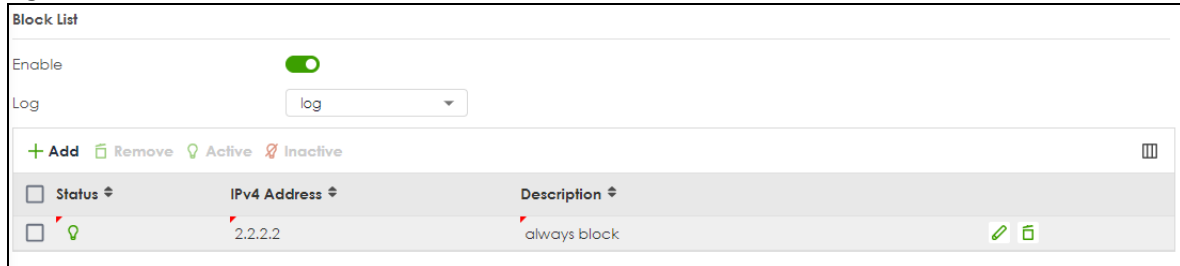 Block List
Enable
Log
log
Add Remove Active Inactive
Status IPv4 Address Description
2.2.2.2 always block